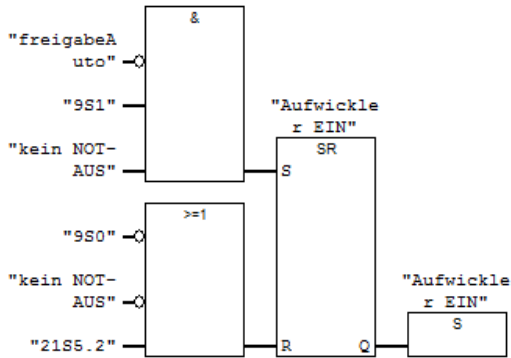 &
"freigabeA
uto"
"9S1"
"kein NOT-
AUS"
"Aufwickle
r EIN"
SR
S
>=1
"9S0"
"kein NOT-
AUS"
"21S5.2"
R
Q
"Aufwickle
r EIN"
S